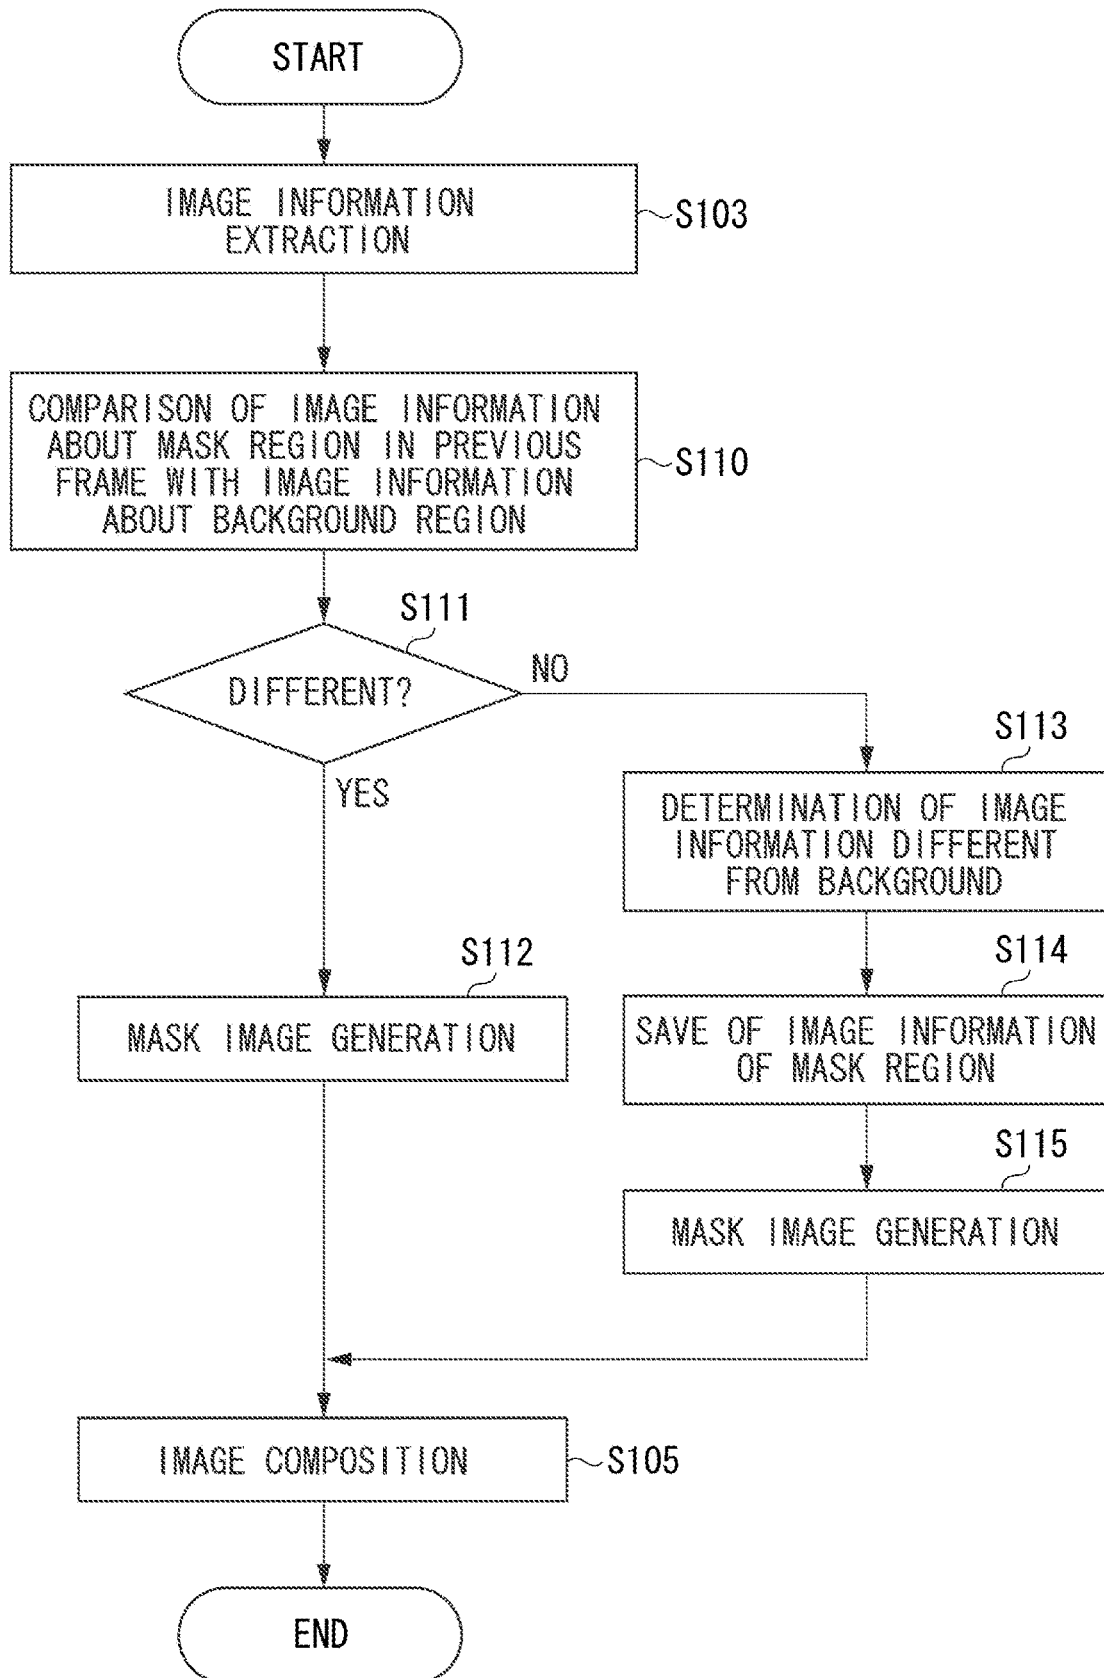 START
IMAGE INFORMATION
EXTRACTION
S103
COMPARISON OF IMAGE INFORMATION
ABOUT MASK REGION IN PREVIOUS
FRAME WITH IMAGE INFORMATION
ABOUT BACKGROUND REGION
S110
S111
DIFFERENT?
NO
YES
S113
DETERMINATION OF IMAGE
INFORMATION DIFFERENT
FROM BACKGROUND
S112
MASK IMAGE GENERATION
S114
SAVE OF IMAGE INFORMATION
OF MASK REGION
S115
MASK IMAGE GENERATION
IMAGE COMPOSITION
S105
END